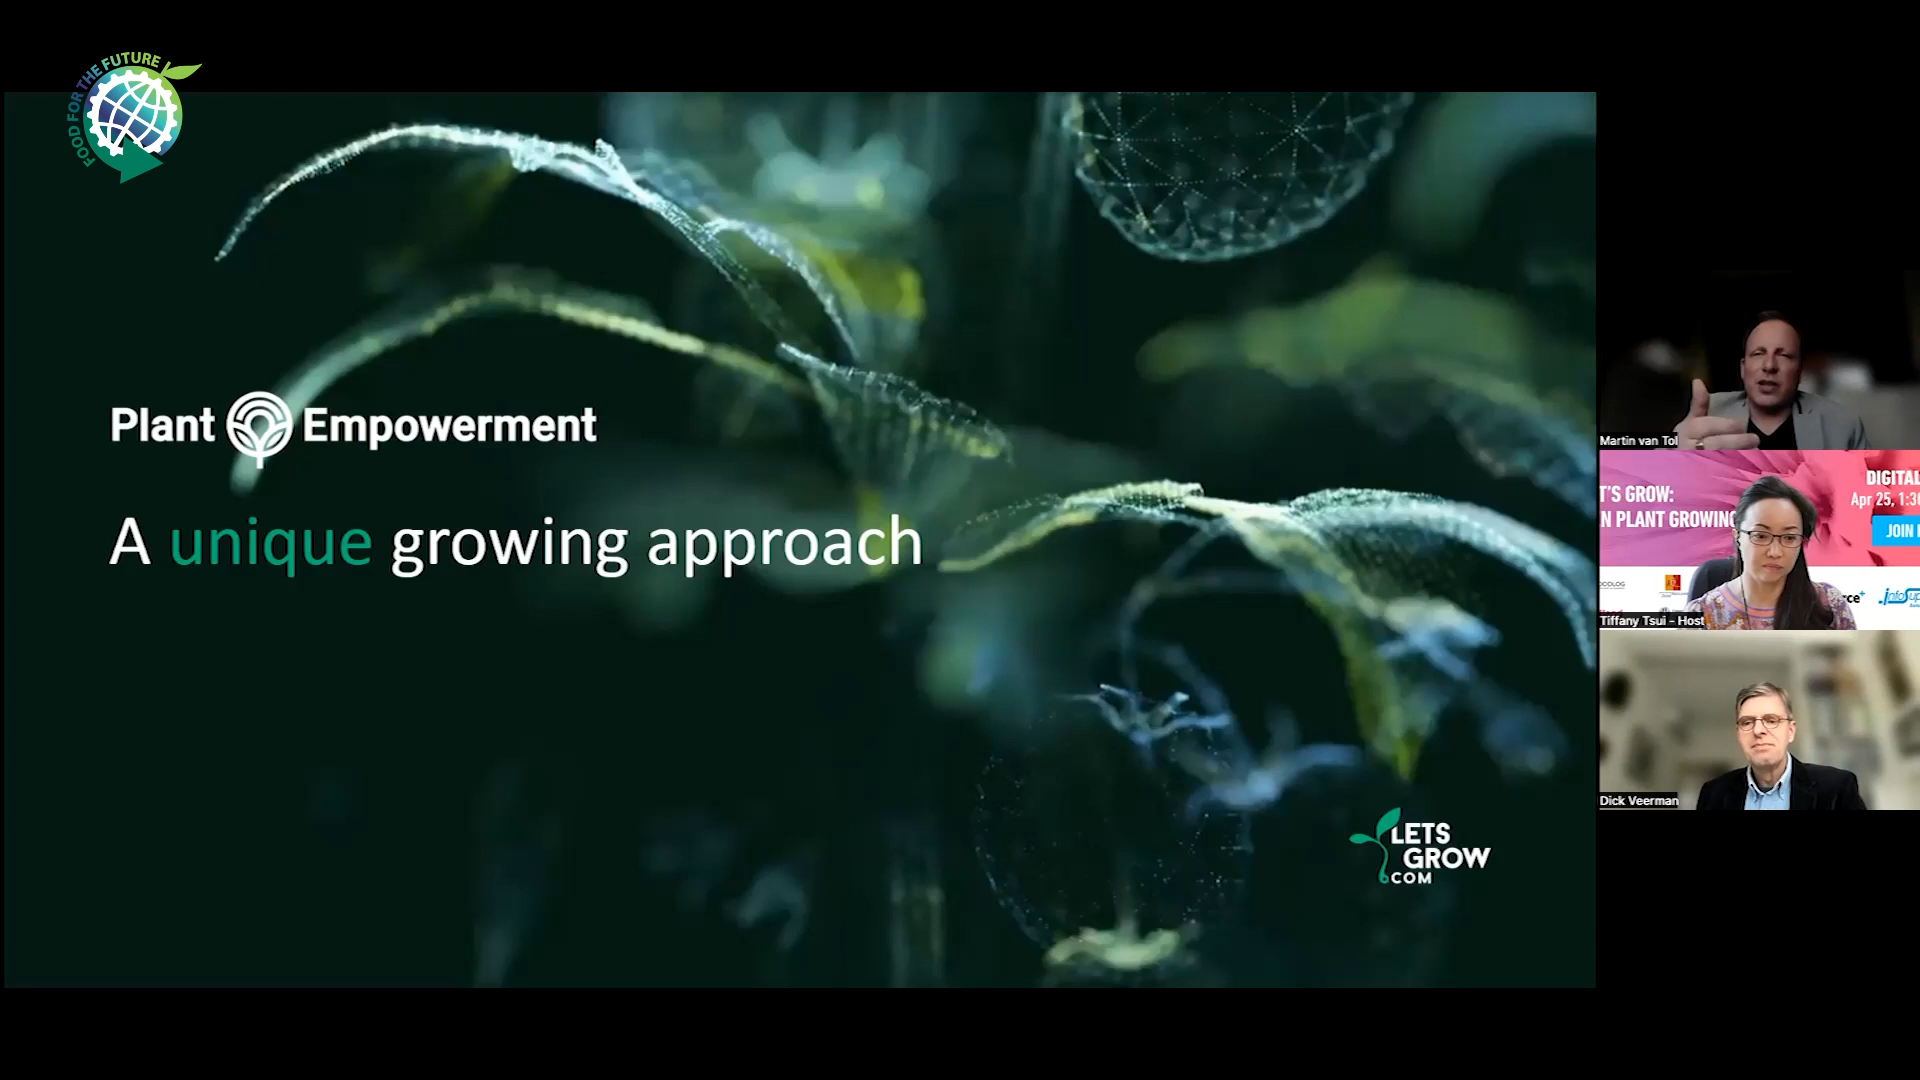 FOOD FOR THE FUTURE
Plant Empowerment
A unique growing approach
LETS
GROW
.COM
Martin van Tol
T'S GROW:
N PLANT GROWING
DIGITAL
Apr 25, 1:30
JOIN
Tiffany Tsui - Host
Dick Veerman